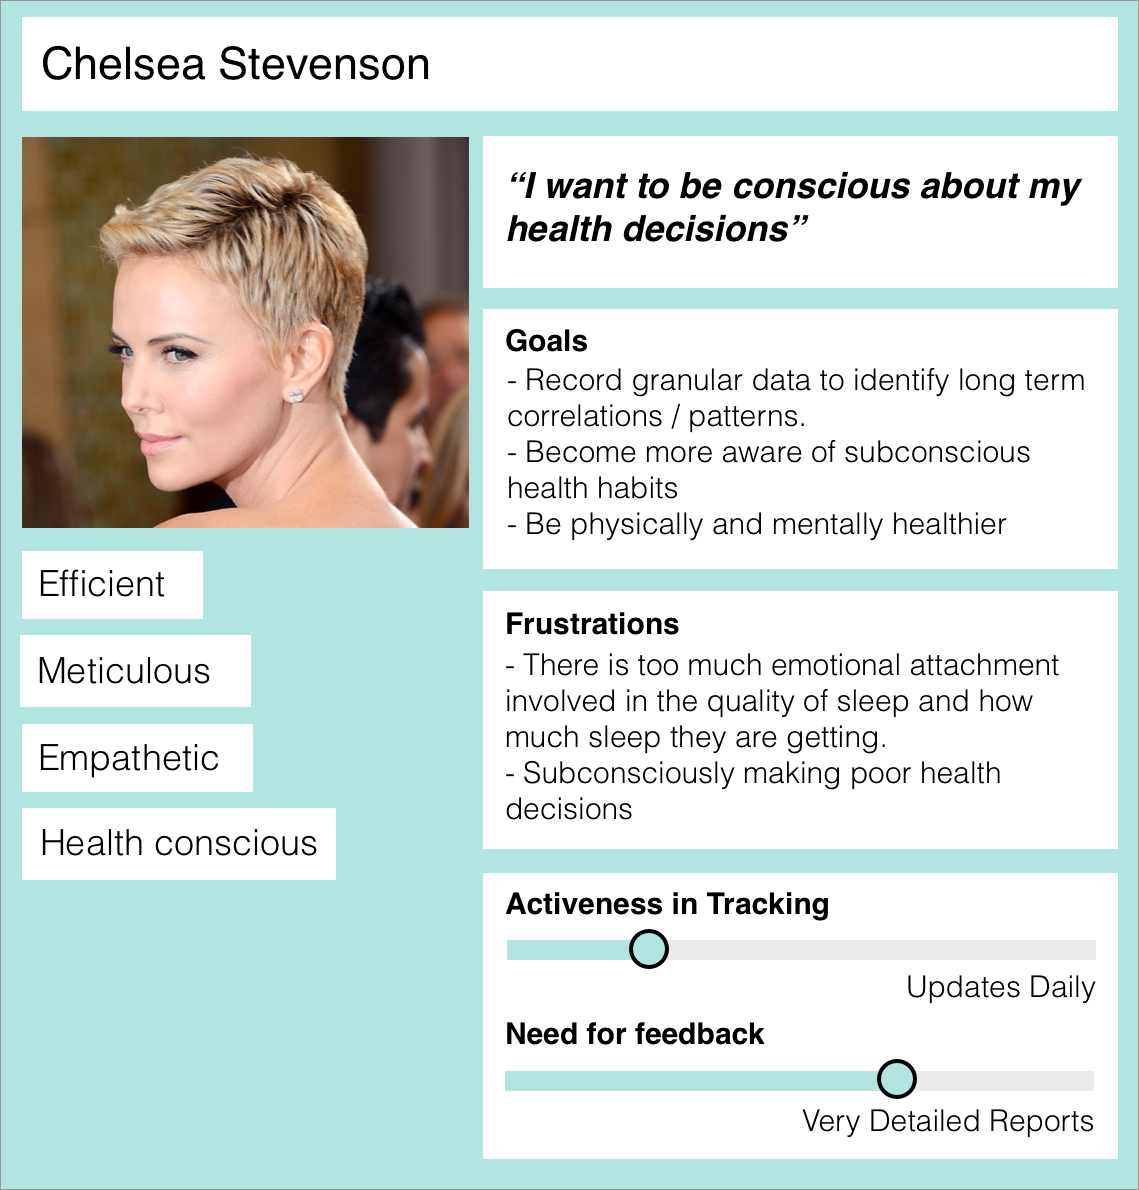 Chelsea Stevenson
“I want to be conscious about my
health decisions”
Goals
- Record granular data to identify long term
correlations / patterns.
- Become more aware of subconscious
health habits
- Be physically and mentally healthier
Efficient
Meticulous
Empathetic
Health conscious
Frustrations
- There is too much emotional attachment
involved in the quality of sleep and how
much sleep they are getting.
- Subconsciously making poor health
decisions
Activeness in Tracking
Updates Daily
Need for feedback
Very Detailed Reports